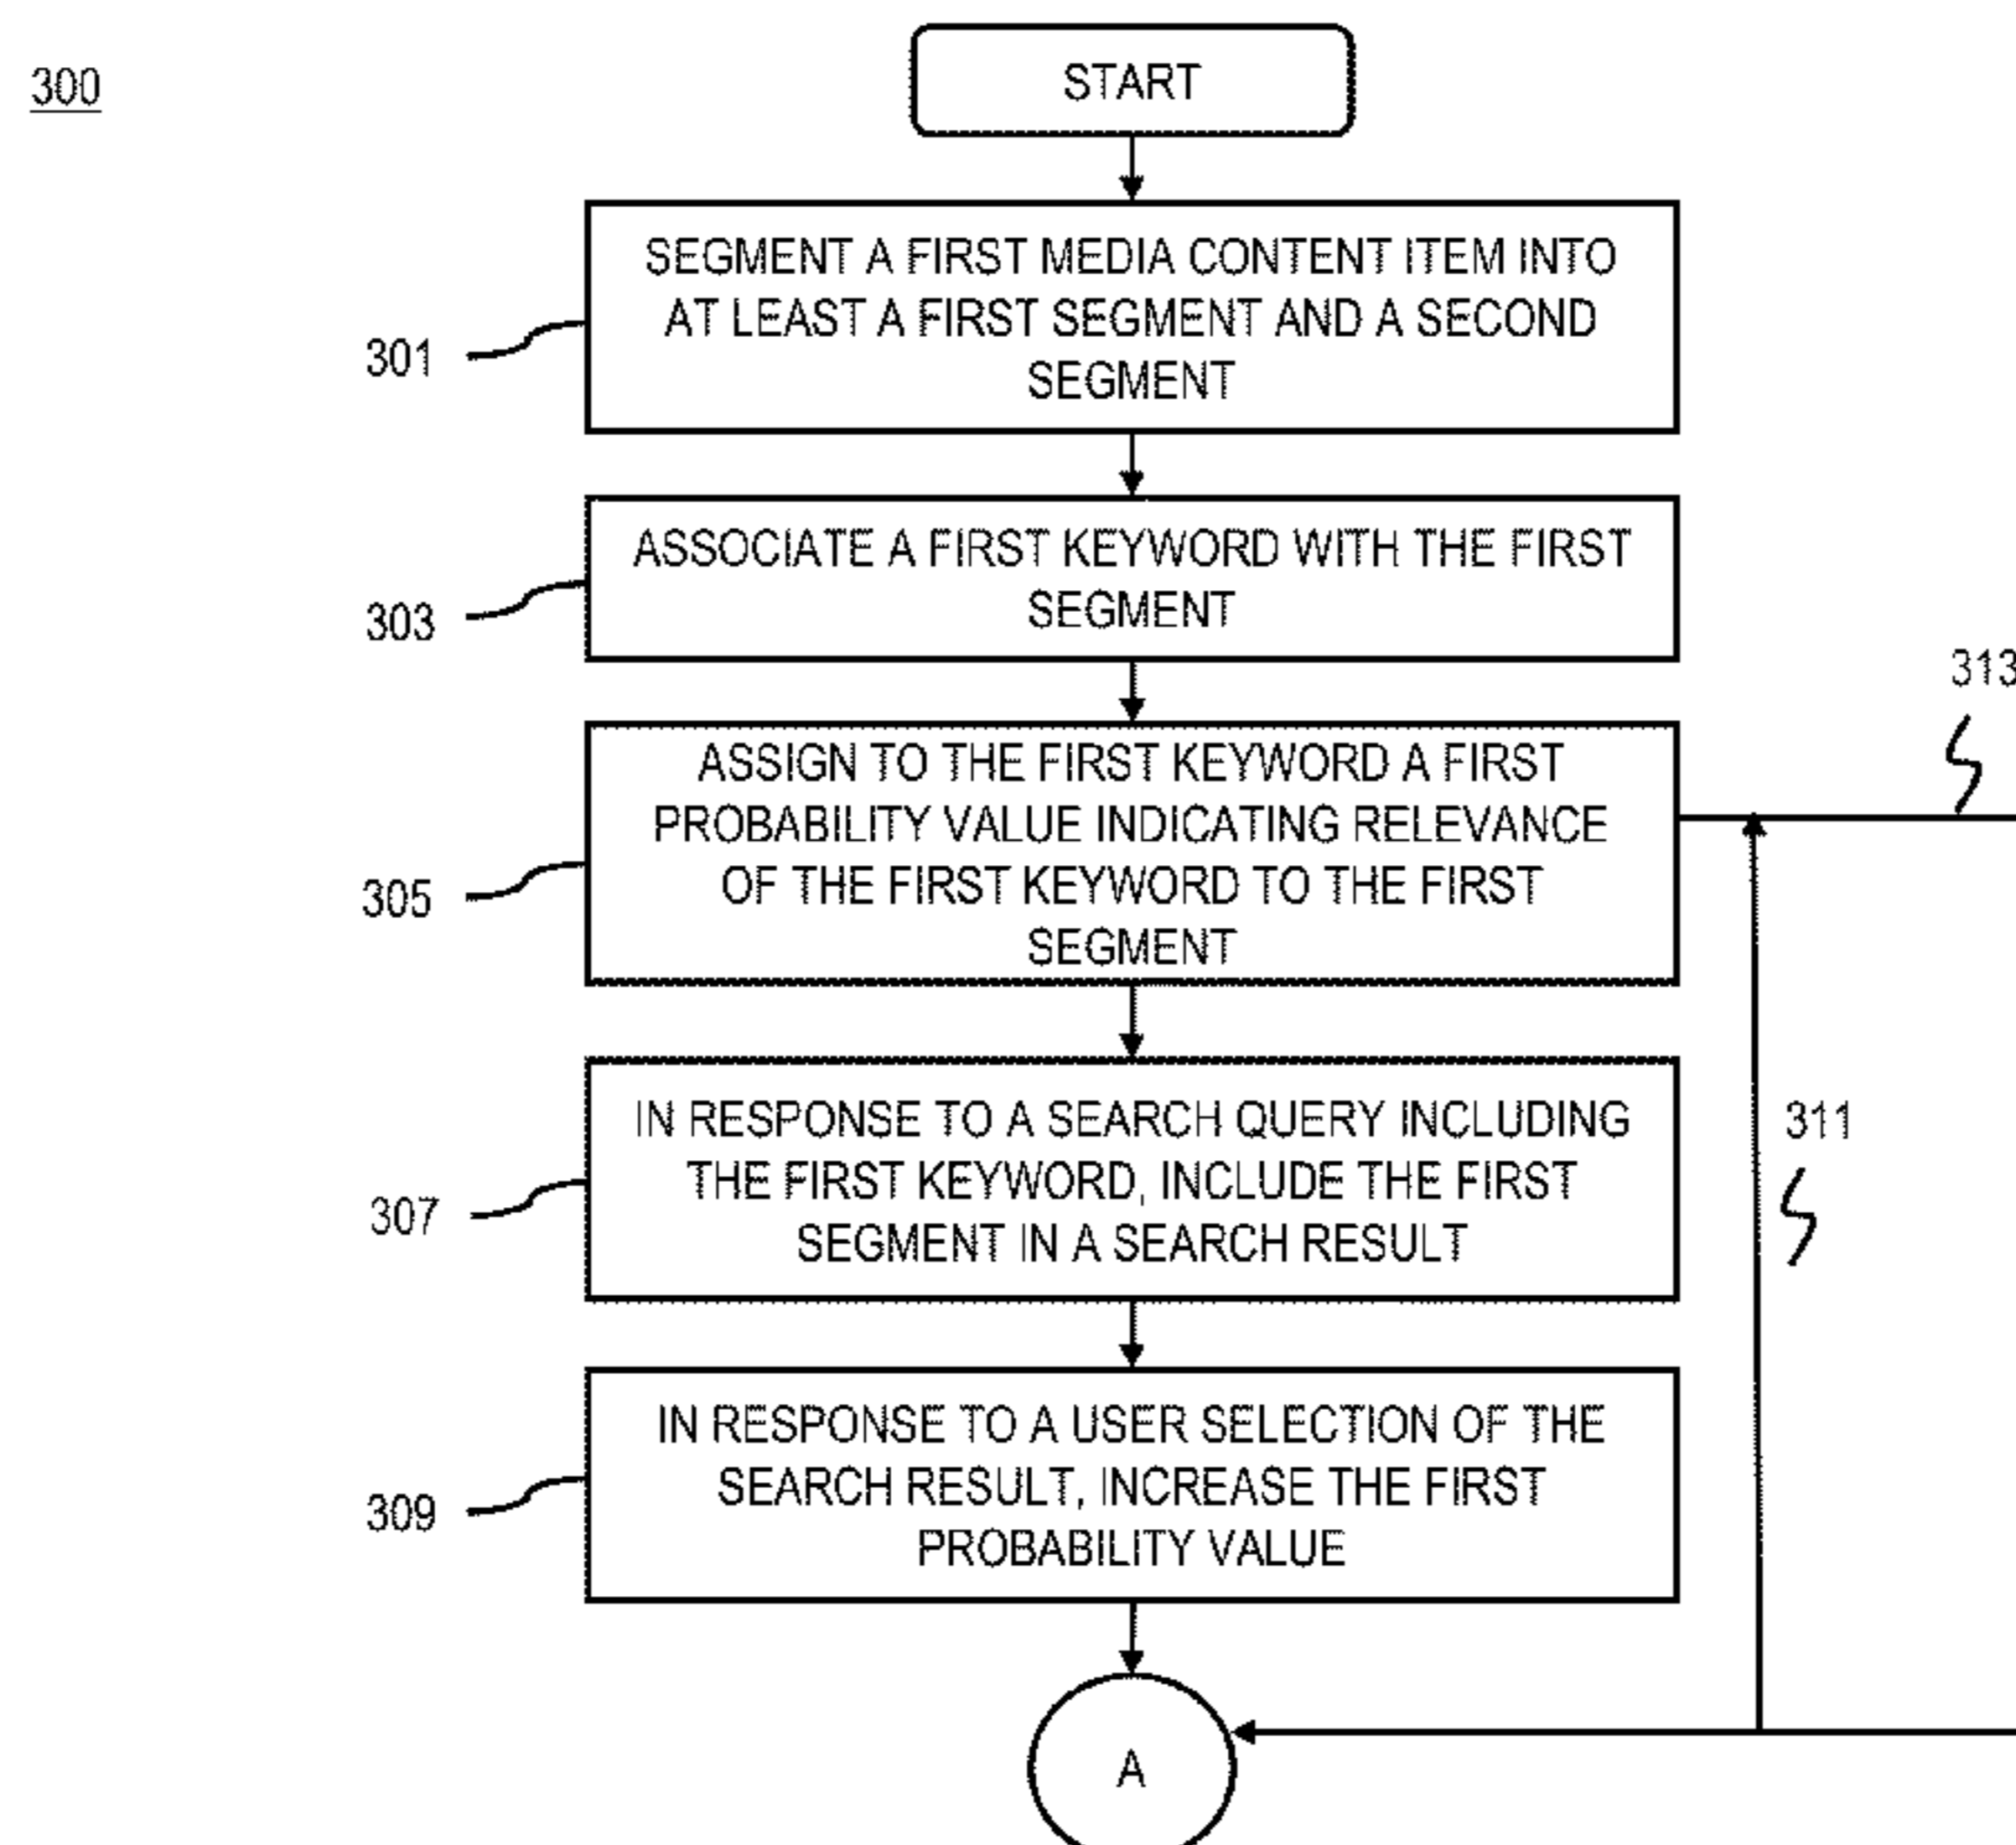 300
START
SEGMENT A FIRST MEDIA CONTENT ITEM INTO
AT LEAST A FIRST SEGMENT AND A SECOND
SEGMENT
301
ASSOCIATE A FIRST KEYWORD WITH THE FIRST
SEGMENT
303
313
ASSIGN TO THE FIRST KEYWORD A FIRST
PROBABILITY VALUE INDICATING RELEVANCE
OF THE FIRST KEYWORD TO THE FIRST
SEGMENT
305
IN RESPONSE TO A SEARCH QUERY INCLUDING
THE FIRST KEYWORD, INCLUDE THE FIRST
SEGMENT IN A SEARCH RESULT
307
311
IN RESPONSE TO A USER SELECTION OF THE
SEARCH RESULT, INCREASE THE FIRST
PROBABILITY VALUE
309
A